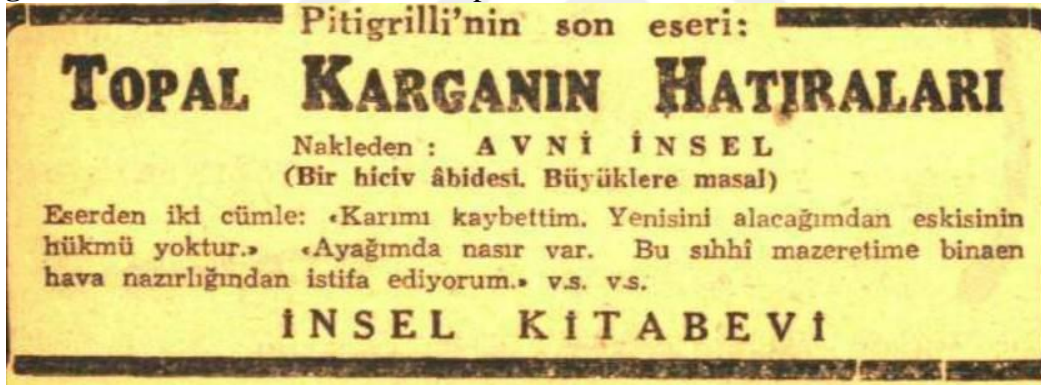 Pitigrilli'nin son eseri:
TOPAL KARGANIN HATIRALARI
Nakleden : AVNİ İNSEL
(Bir hiciv âbidesi. Büyüklere masal)
Eserden iki cümle: «Karımı kaybettim. Yenisini alacağımdan eskisinin
hükmü yoktur.» «Ayağımda nasır var. Bu sıhhî mazeretime binaen
hava nazırlığından istifa ediyorum.» v.s. v.s.
İNSEL KİTABEVİ